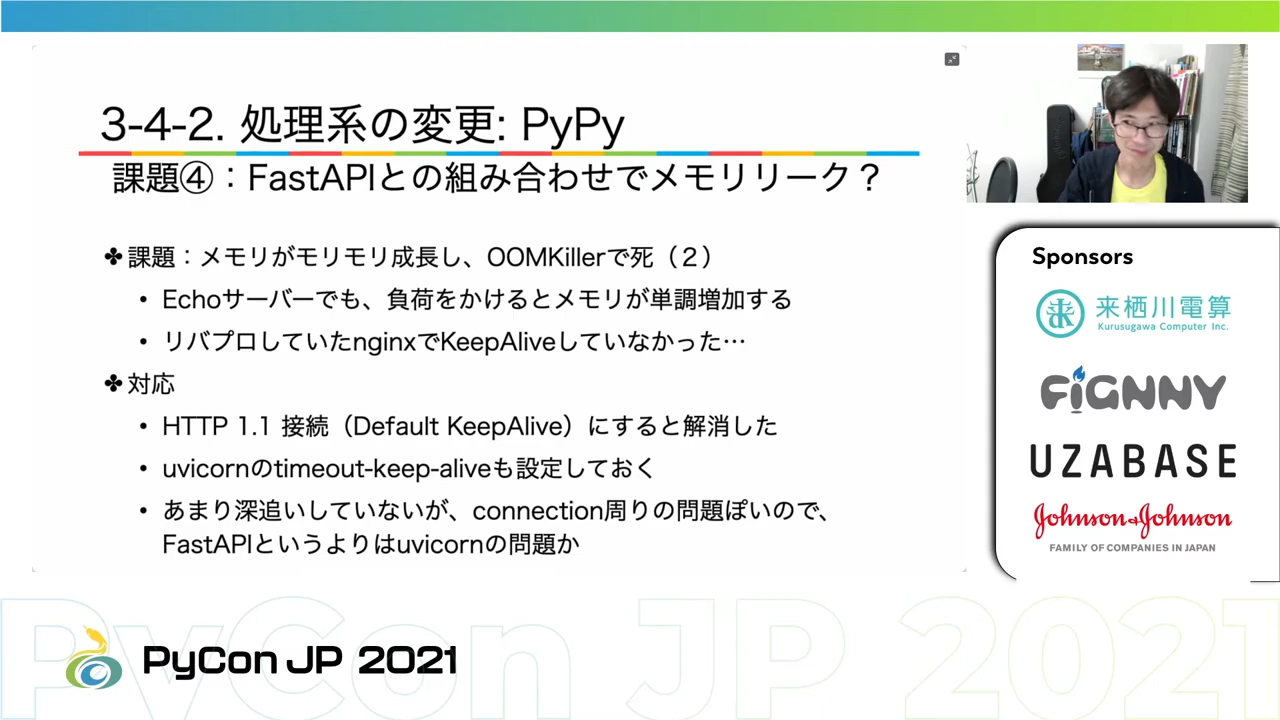 3-4-2. 処理系の変更: PyPy
課題④：FastAPIとの組み合わせでメモリリーク？
✤課題：メモリがモリモリ成長し、OOMKillerで死（２）
• Echoサーバーでも、負荷をかけるとメモリが単調増加する
• リバプロしていたnginxでKeepAliveしていなかった…
✤対応
• HTTP 1.1 接続（Default KeepAlive）にすると解消した
• uvicornのtimeout-keep-aliveも設定しておく
• あまり深追いしていないが、connection周りの問題ぽいので、
FastAPIというよりはuvicornの問題か
Sponsors
来栖川電算
Kurusugawa Computer Inc.
FiGNNY
UZABASE
Johnson&Johnson
FAMILY OF COMPANIES IN JAPAN
PyCon JP 2021
PyCon JP 2021